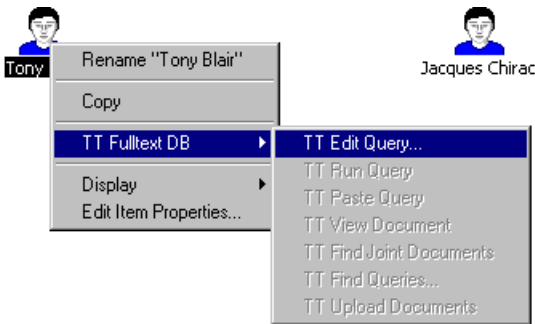 Tony
Jacques Chirac
Rename "Tony Blair"
Copy
TT Fulltext DB
Display
Edit Item Properties...
TT Edit Query...
TT Run Query
TT Paste Query
TT View Document
TT Find Joint Documents
TT Find Queries...
TT Upload Documents